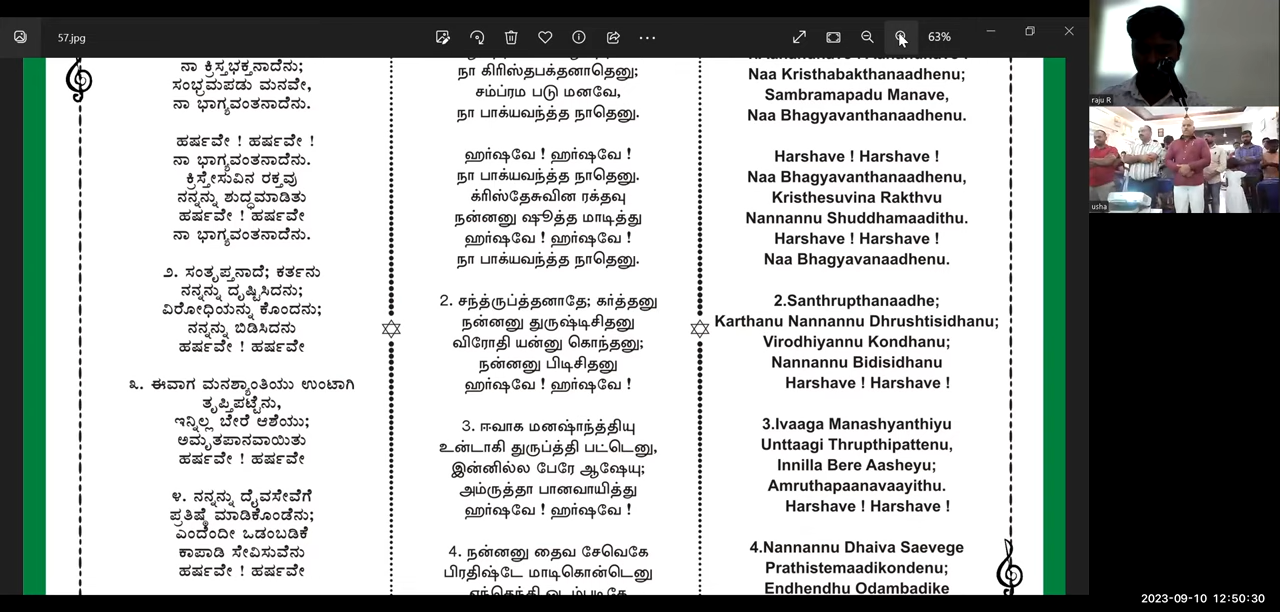 57.jpg
63%
ನಾ ಕ್ರಿಸ್ತಭಕ್ತನಾದೆನು;
ಸಂಭ್ರಮಪಡು ಮನವೇ,
ನಾ ಭಾಗ್ಯವಂತನಾದೆನು.
ಹರ್ಷವೇ ! ಹರ್ಷವೇ !
ನಾ ಭಾಗ್ಯವಂತನಾದೆನು.
ಕ್ರಿಸ್ತೇಸುವಿನ ರಕ್ತವು
ನನ್ನನ್ನು ಶುದ್ಧಮಾಡಿತು
ಹರ್ಷವೇ ! ಹರ್ಷವೇ
ನಾ ಭಾಗ್ಯವಂತನಾದೆನು.
೨. ಸಂತೃಪ್ತನಾದೆ; ಕರ್ತನು
ನನ್ನನ್ನು ದೃಷ್ಟಿಸಿದನು;
ವಿರೋಧಿಯನ್ನು ಕೊಂದನು;
ನನ್ನನ್ನು ಬಿಡಿಸಿದನು
ಹರ್ಷವೇ ! ಹರ್ಷವೇ
೩. ಈವಾಗ ಮನಶ್ಶ್ಯಾಂತಿಯು ಉಂಟಾಗಿ
ತೃಪ್ತಿಪಟ್ಟೆನು,
ಇನ್ನಿಲ್ಲ ಬೇರೆ ಆಶೆಯು;
ಅಮೃತಪಾನವಾಯಿತು
ಹರ್ಷವೇ ! ಹರ್ಷವೇ
೪. ನನ್ನನ್ನು ದೈವಸೇವೆಗೆ
ಪ್ರತಿಷ್ಠೆ ಮಾಡಿಕೊಂಡೆನು;
ಎಂದೆಂದೀ ಒಡಂಬಡಿಕೆ
ಕಾಪಾಡಿ ಸೇವಿಸುವೆನು
ಹರ್ಷವೇ ! ಹರ್ಷವೇ
நா கிரிஸ்தபக்தனாதெனு;
சம்ப்ரம படு மனவே,
நா பாக்யவந்த்த நாதெனு.
ஹர்ஷவே ! ஹர்ஷவே !
நா பாக்யவந்த்த நாதெனு.
க்ரிஸ்தேசுவின ரக்தவு
நன்னனு ஷூத்த மாடித்து
ஹர்ஷவே ! ஹர்ஷவே !
நா பாக்யவந்த்த நாதெனு.
2. சந்த்ருப்த்தனாதே; கர்த்தனு
நன்னனு துருஷ்டிசிதனு
விரோதி யன்னு கொந்தனு;
நன்னனு பிடிசிதனு
ஹர்ஷவே ! ஹர்ஷவே !
3. ஈவாக மனஷாந்த்தியு
உன்டாகி துருப்த்தி பட்டெனு,
இன்னில்ல பேரே ஆஷேயு;
அம்ருத்தா பானவாயித்து
ஹர்ஷவே ! ஹர்ஷவே !
4. நன்னனு தைவ சேவெகே
பிரதிஷ்டே மாடிகொன்டெனு
Naa Kristhabakthanaadhenu;
Sambramapadu Manave,
Naa Bhagyavanthanaadhenu.
Harshave ! Harshave !
Naa Bhagyavanthanaadhenu,
Kristhesuvina Rakthvu
Nannannu Shuddhamaadithu.
Harshave ! Harshave !
Naa Bhagyavanaadhenu.
2.Santhrupthanaadhe;
Karthanu Nannannu Dhrushtisidhanu;
Virodhiyannu Kondhanu;
Nannannu Bidisidhanu
Harshave ! Harshave !
3.Ivaaga Manashyanthiyu
Unttaagi Thrupthipattenu,
Innilla Bere Aasheyu;
Amruthapaanavaayithu.
Harshave ! Harshave !
4.Nannannu Dhaiva Saevege
Prathistemaadikondenu;
Endhendhu Odambadike
raju R
usha
2023-09-10 12:50:30